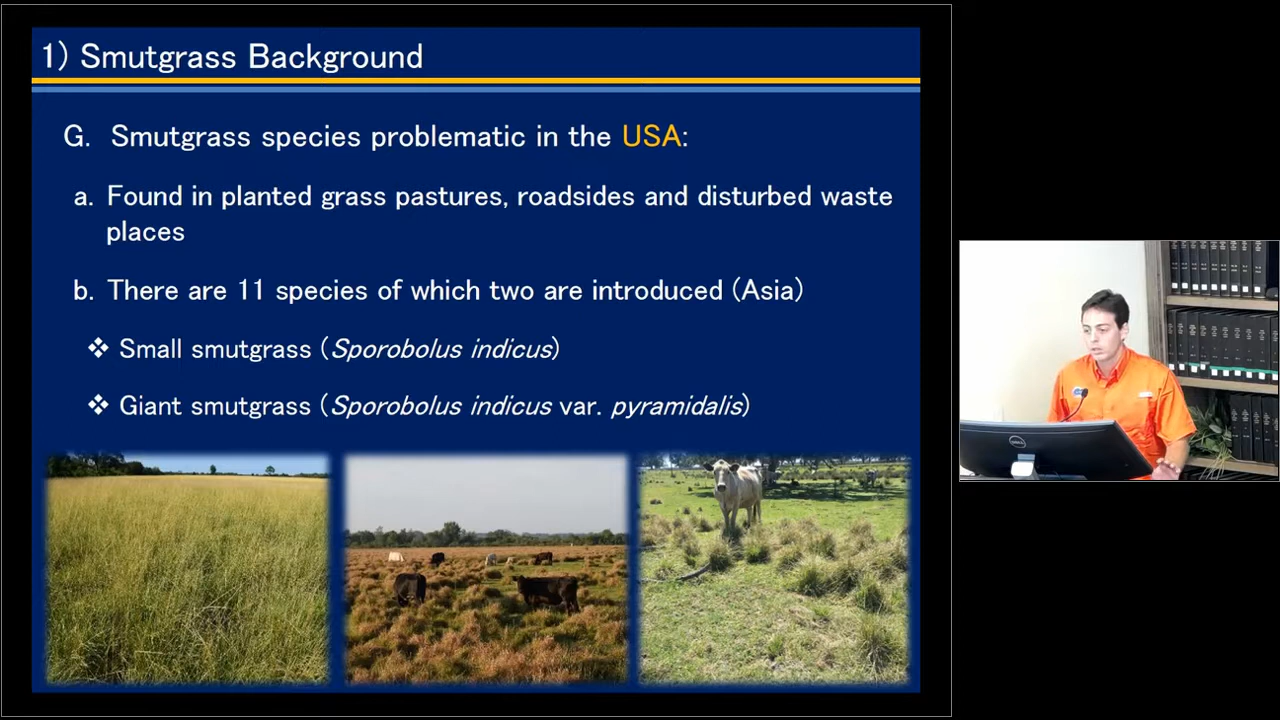 1) Smutgrass Background
G. Smutgrass species problematic in the USA:
a. Found in planted grass pastures, roadsides and disturbed waste
places
b. There are 11 species of which two are introduced (Asia)
❖ Small smutgrass (Sporobolus indicus)
❖ Giant smutgrass (Sporobolus indicus var. pyramidalis)
DELL